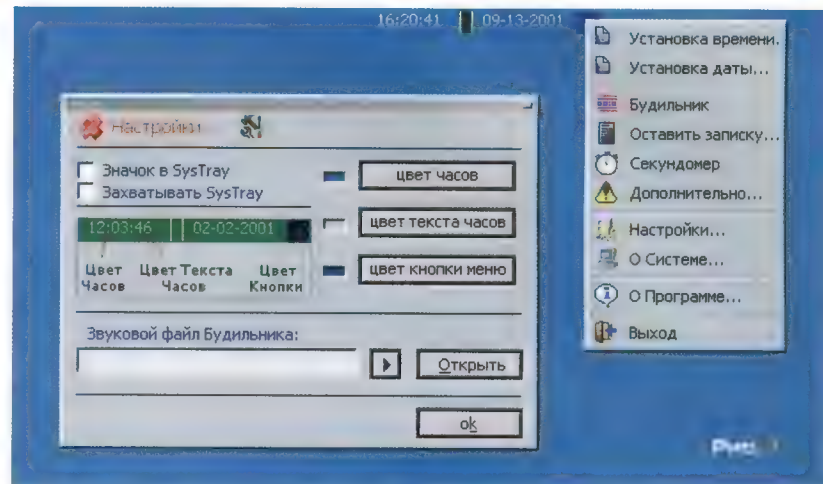 16:20:41 09-13-2001
Настройки
Значок в SysTray
Захватывать SysTray
12:03:46 02-02-2001
Цвет Часов
Цвет Текста Часов
Цвет Кнопки
цвет часов
цвет текста часов
цвет кнопки меню
Звуковой файл Будильника:
Открыть
ok
Установка времени.
Установка даты...
Будильник
Оставить записку...
Секундомер
Дополнительно...
Настройки...
О Системе...
О Программе...
Выход